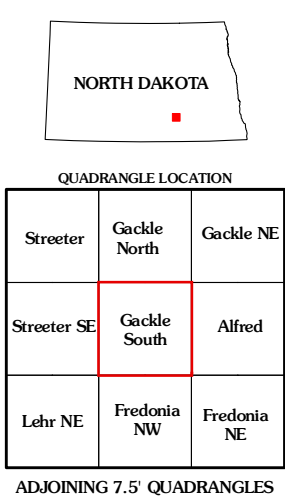 NORTH DAKOTA
QUADRANGLE LOCATION
Streeter
Gackle
North
Gackle NE
Streeter SE
Gackle
South
Alfred
Lehr NE
Fredonia
NW
Fredonia
NE
ADJOINING 7.5' QUADRANGLES